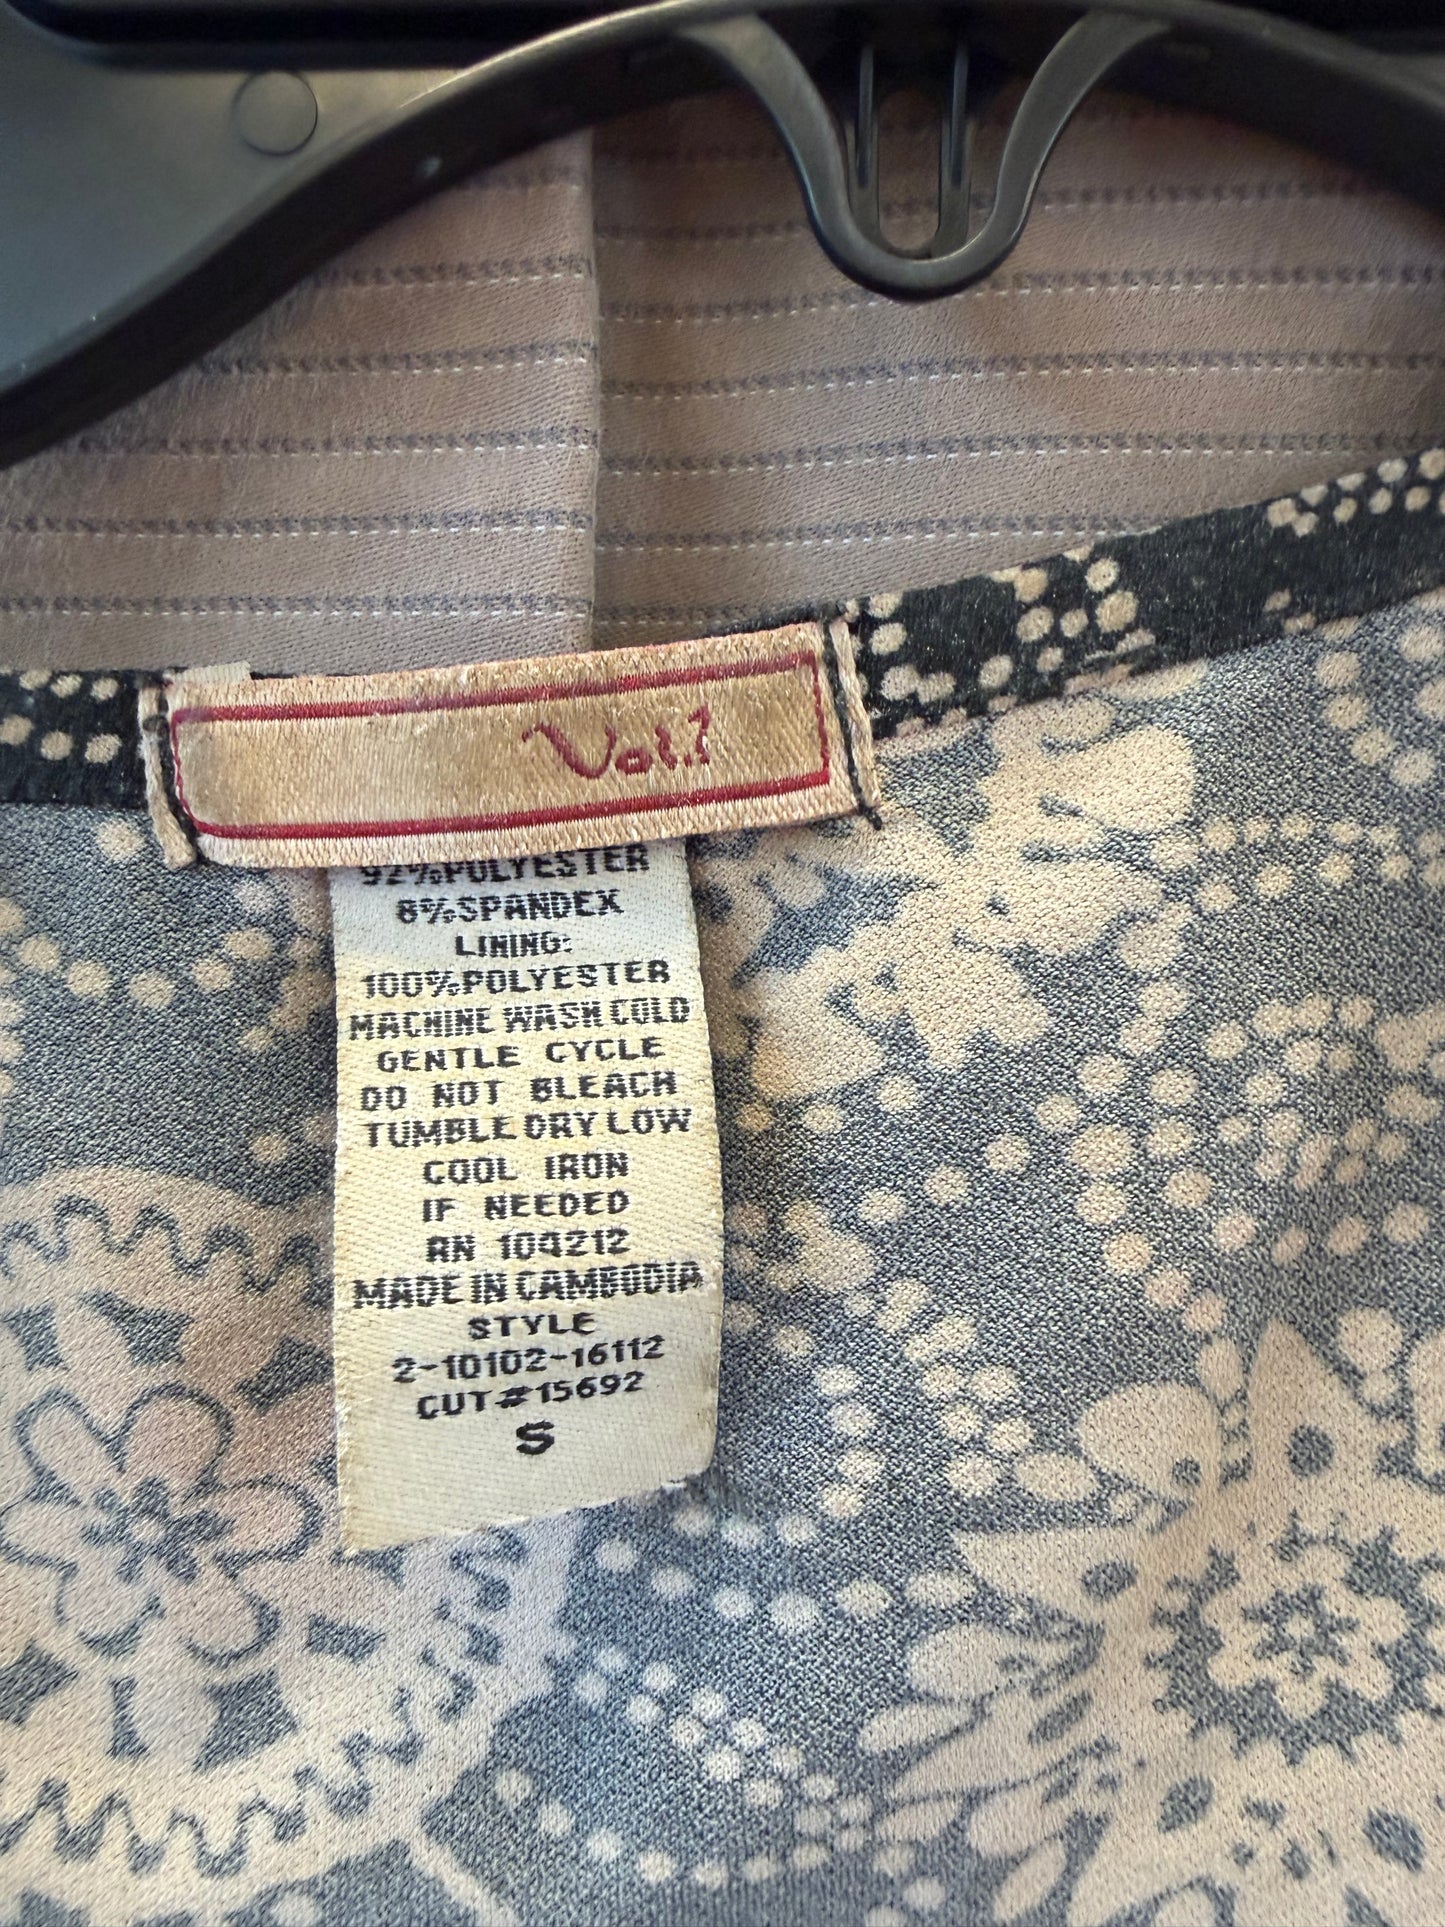 Vol.1
92%POLYESTER
8%SPANDEX
LINING:
100%POLYESTER
MACHINE WASH COLD
GENTLE CYCLE
DO NOT BLEACH
TUMBLE DRY LOW
COOL IRON
IF NEEDED
RN 104212
MADE IN CAMBODIA
STYLE
2-10102-16112
CUT#15692
S